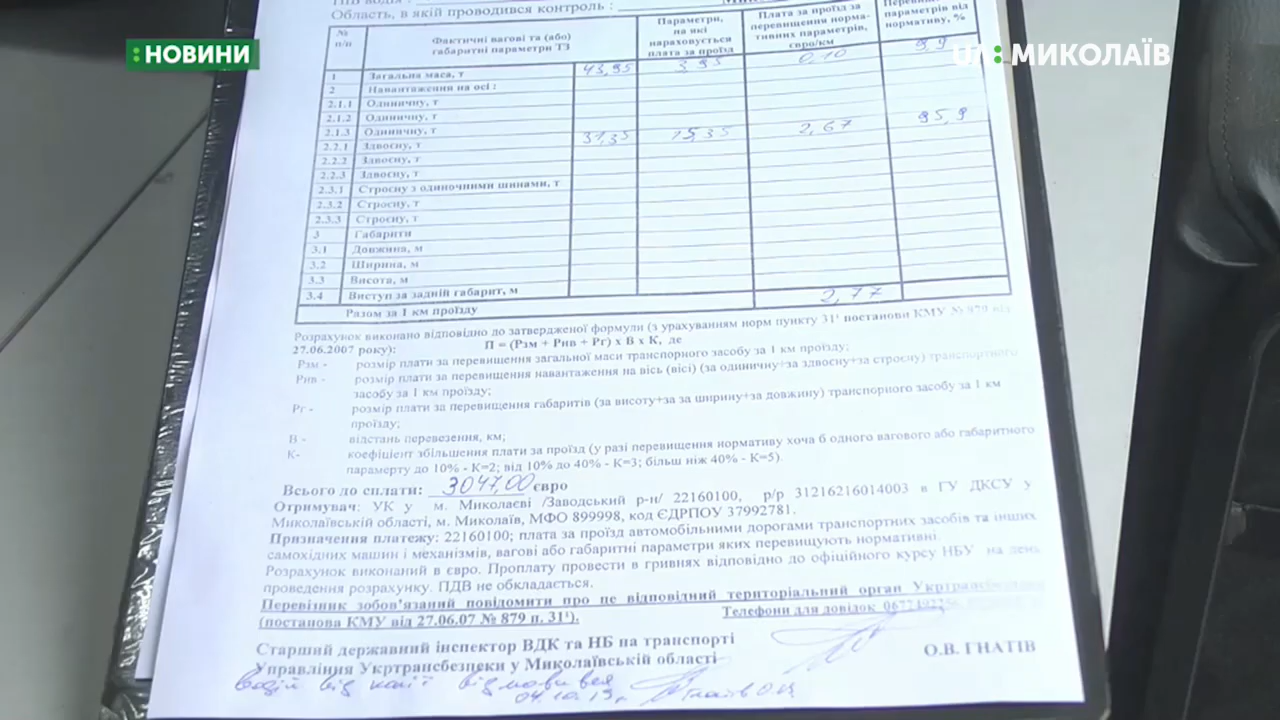 НОВИНИ
UA: МИКОЛАЇВ
Область, в якій проводився контроль :
№ п/п
Фактичні вагові та (або) габаритні параметри ТЗ
Параметри, на які нараховується плата за проїзд
Плата за проїзд за перевищення нормативних параметрів, євро/км
параметрів від нормативу, %
1 Загальна маса, т 43,95 3,95 0,10 9,9
2 Навантаження на осі :
2.1.1 Одиничну, т
2.1.2 Одиничну, т
2.1.3 Одиничну, т 31,35 15,35 2,67 95,9
2.2.1 Здвоєну, т
2.2.2 Здвоєну, т
2.2.3 Здвоєну, т
2.3.1 Строєну з одиночними шинами, т
2.3.2 Строєну, т
2.3.3 Строєну, т
3 Габарити
3.1 Довжина, м
3.2 Ширина, м
3.3 Висота, м
3.4 Виступ за задній габарит, м
Разом за 1 км проїзду 2,77
Розрахунок виконано відповідно до затвердженої формули (з урахуванням норм пункту 31¹ постанови КМУ № 879 від
27.06.2007 року): П = (Рзм + Рнв + Рг) х В х К, де
Рзм - розмір плати за перевищення загальної маси транспорного засобу за 1 км проїзду;
Рнв - розмір плати за перевищення навантаження на вісь (вісі) (за одиничну+за здвоєну+за строєну) транспортного
засобу за 1 км проїзду;
Рг - розмір плати за перевищення габаритів (за висоту+за за ширину+за довжину) транспорного засобу за 1 км
проїзду;
В - відстань перевезення, км;
К- коефіцієнт збільшення плати за проїзд (у разі перевищення нормативу хоча б одного вагового або габаритного
параметру до 10% - К=2; від 10% до 40% - К=3; більш ніж 40% - К=5).
Всього до сплати: 3047,00 євро
Отримувач: УК у м. Миколаєві /Заводський р-н/ 22160100, р/р 31216216014003 в ГУ ДКСУ у
Миколаївській області, м. Миколаїв, МФО 899998, код ЄДРПОУ 37992781.
Призначення платежу: 22160100; плата за проїзд автомобільними дорогами транспортних засобів та інших
самохідних машин і механізмів, вагові або габаритні параметри яких перевищують нормативні.
Розрахунок виконаний в євро. Проплату провести в гривнях відповідно до офіційного курсу НБУ на день
проведення розрахунку. ПДВ не обкладається.
Перевізник зобов'язаний повідомити про це відповідний територіальний орган Укртрансбезпеки
(постанова КМУ від 27.06.07 № 879 п. 31¹). Телефони для довідок
Старший державний інспектор ВДК та НБ на транспорті
Управління Укртрансбезпеки у Миколаївській області О.В. ГНАТІВ
водій від копії відмовився
04.10.19р. Гнатів О.В.